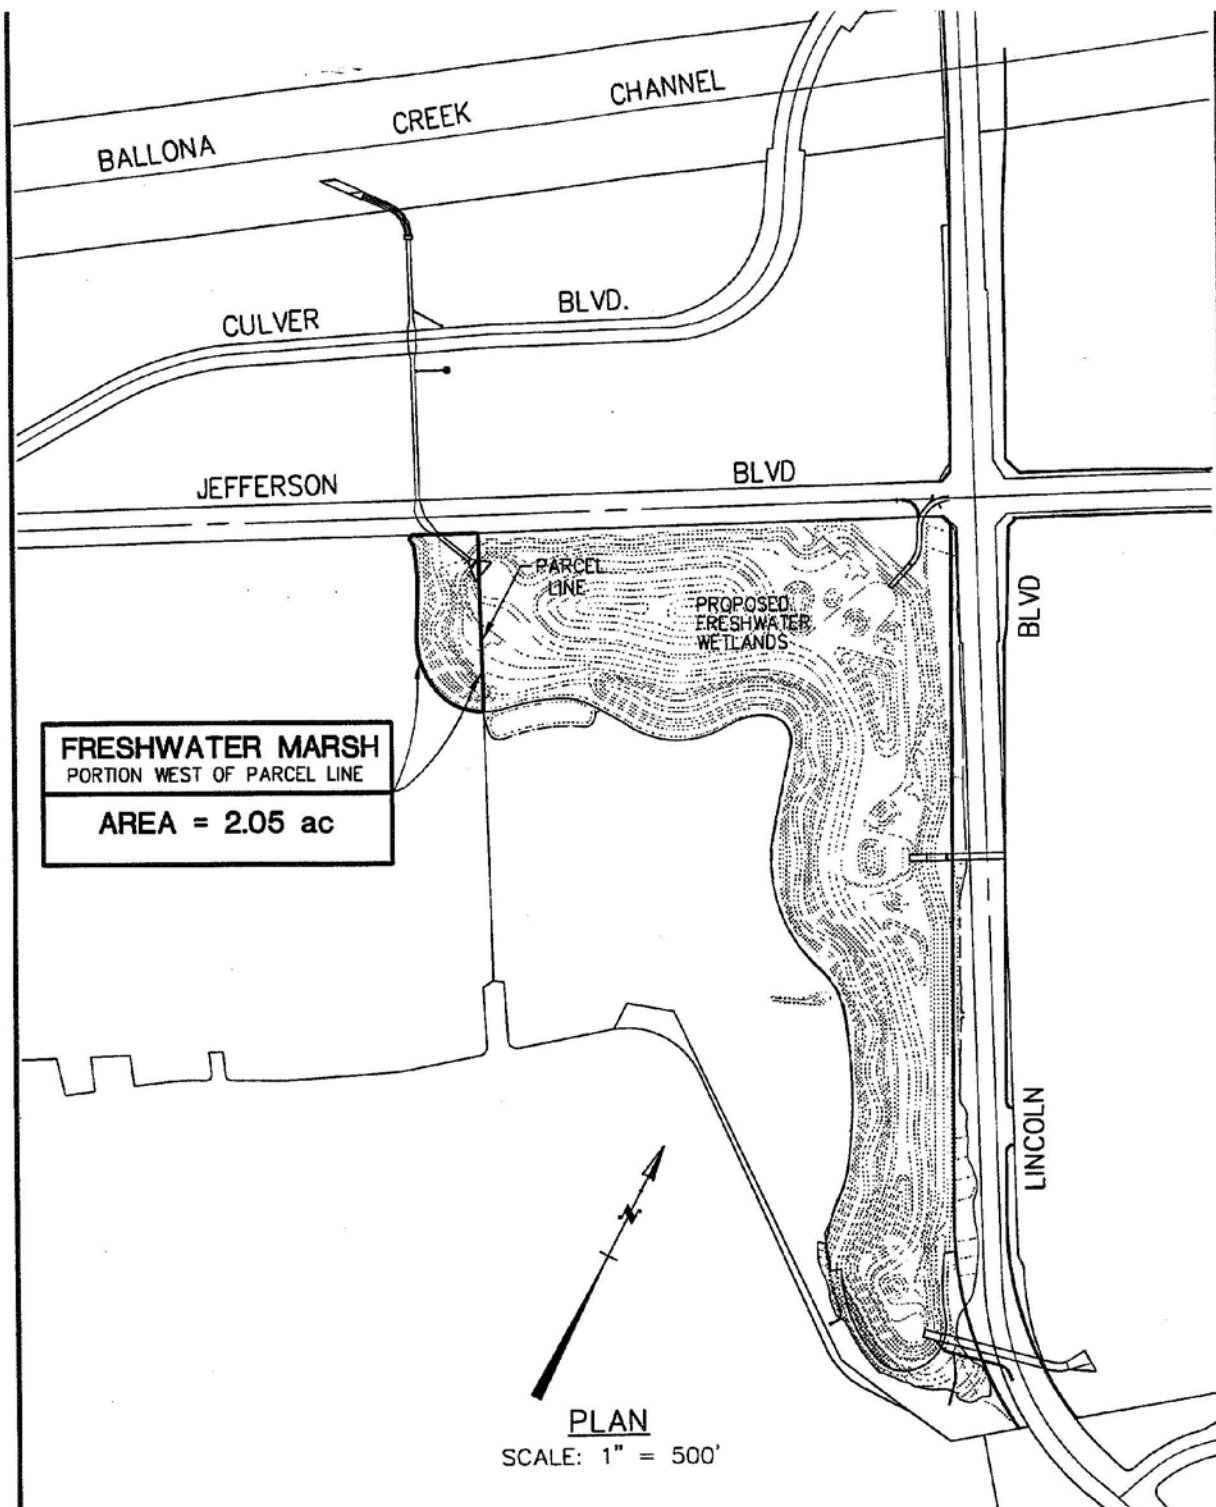 BALLONA CREEK CHANNEL
CULVER BLVD.
JEFFERSON BLVD
PARCEL
LINE
PROPOSED
FRESHWATER
WETLANDS
BLVD
FRESHWATER MARSH
PORTION WEST OF PARCEL LINE
AREA = 2.05 ac
LINCOLN
N
PLAN
SCALE: 1" = 500'